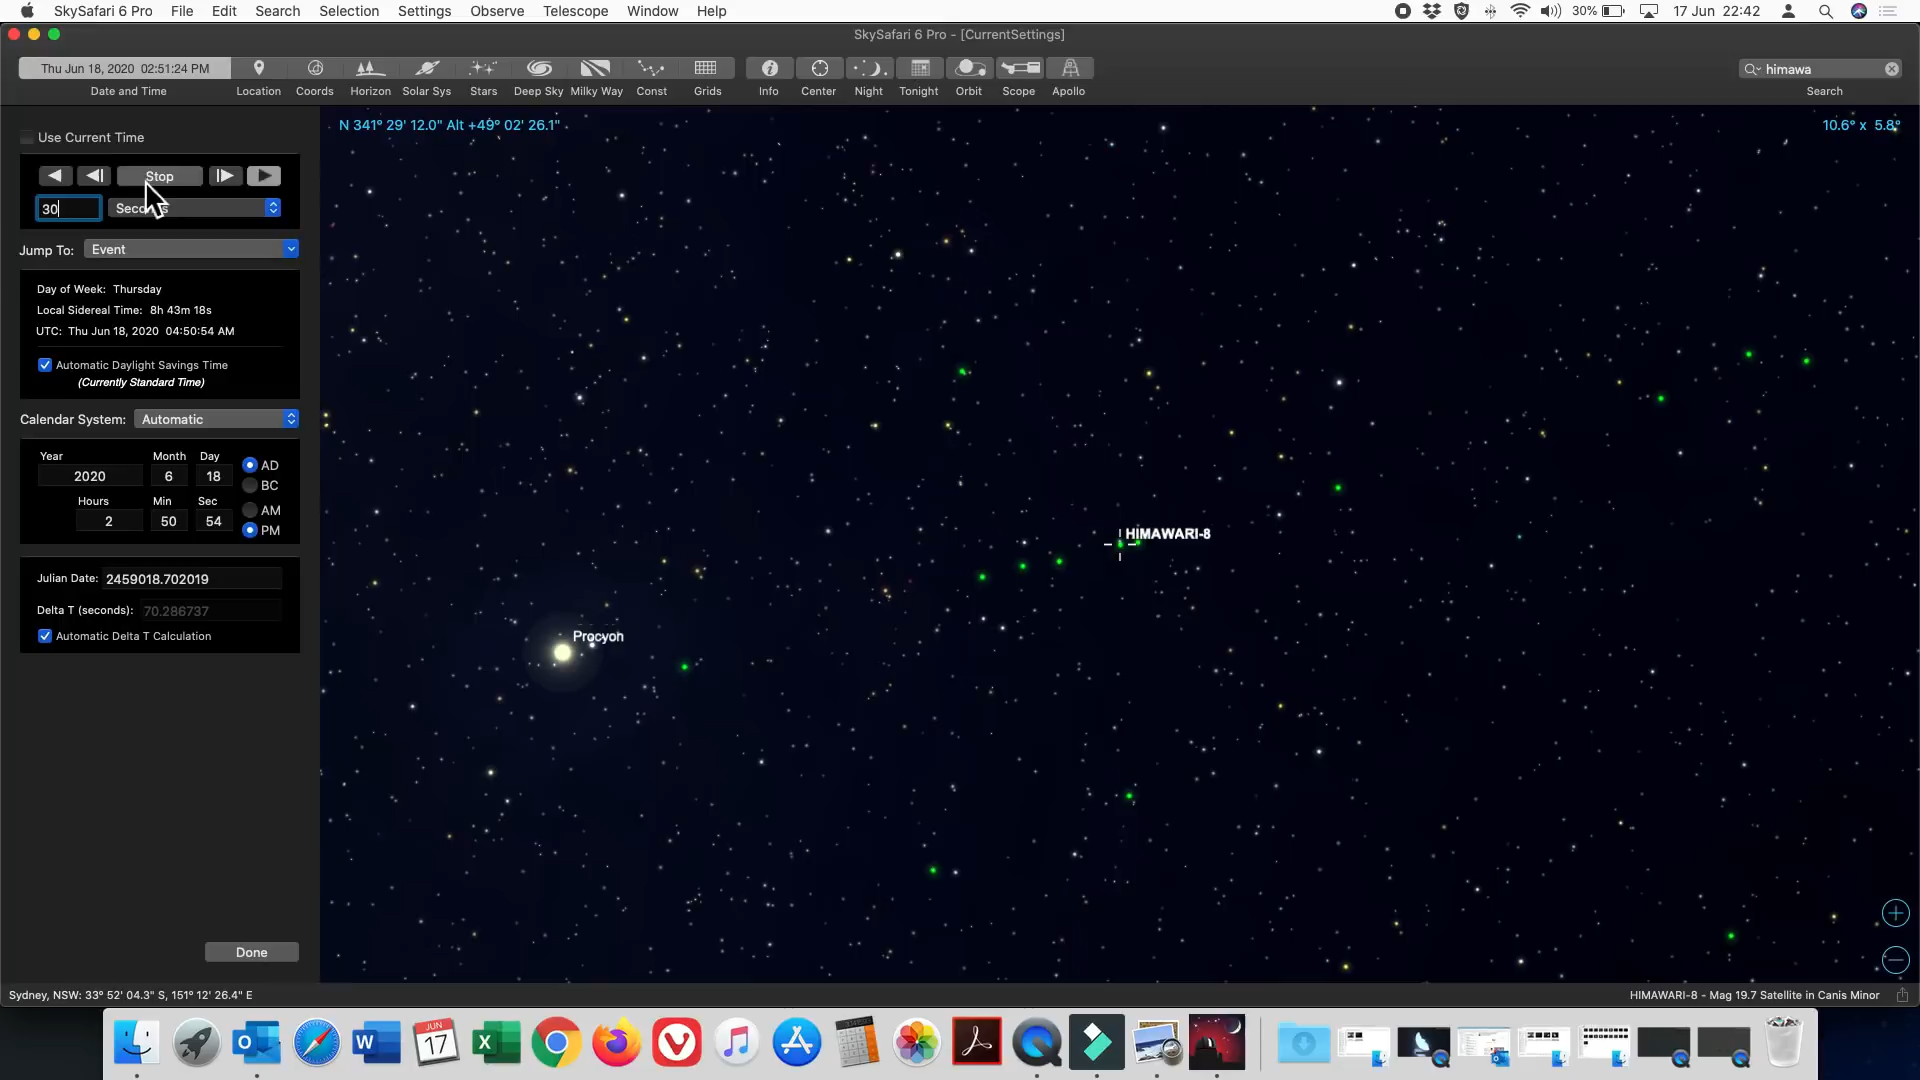 SkySafari 6 Pro File Edit Search Selection Settings Observe Telescope Window Help 30% 17 Jun 22:42
SkySafari 6 Pro - [CurrentSettings]
Thu Jun 18, 2020 02:51:24 PM
himawa
Date and Time Location Coords Horizon Solar Sys Stars Deep Sky Milky Way Const Grids Info Center Night Tonight Orbit Scope Apollo Search
N 341° 29' 12.0" Alt +49° 02' 26.1"
10.6° x 5.8°
Use Current Time
Stop
30 Seconds
Jump To: Event
Day of Week: Thursday
Local Sidereal Time: 8h 43m 18s
UTC: Thu Jun 18, 2020 04:50:54 AM
Automatic Daylight Savings Time
(Currently Standard Time)
Calendar System: Automatic
Year Month Day
2020 6 18
AD
BC
Hours Min Sec
2 50 54
AM
PM
Julian Date: 2459018.702019
Delta T (seconds): 70.286737
Automatic Delta T Calculation
HIMAWARI-8
Procyon
Done
Sydney, NSW: 33° 52' 04.3" S, 151° 12' 26.4" E
HIMAWARI-8 - Mag 19.7 Satellite in Canis Minor
JUN
17
W
X